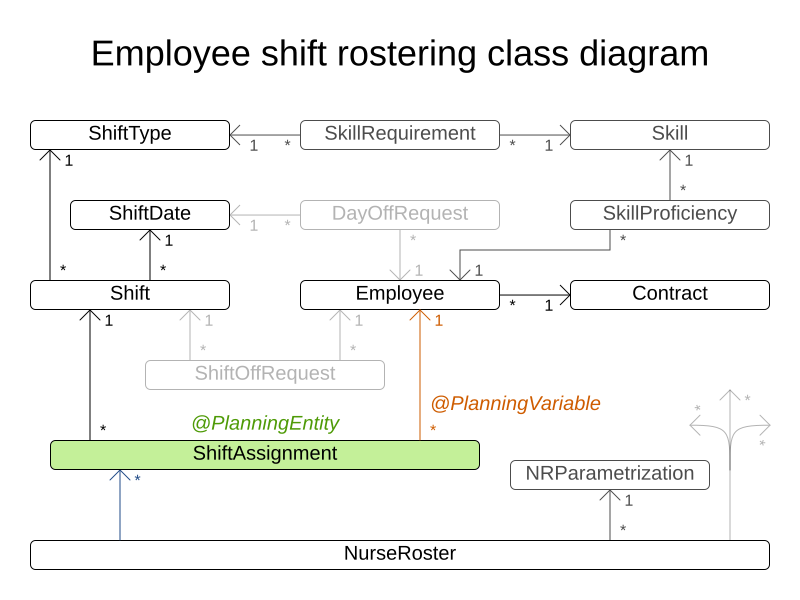 Employee shift rostering class diagram
ShiftType
SkillRequirement
Skill
1 * * 1
1 1
*
ShiftDate
DayOffRequest
SkillProficiency
1 *
1 * *
* * 1 1
Shift
Employee
Contract
* 1
1 1 1 1
* *
ShiftOffRequest
@PlanningVariable
*
@PlanningEntity
* *
*
ShiftAssignment
NRParametrization
*
1
*
NurseRoster